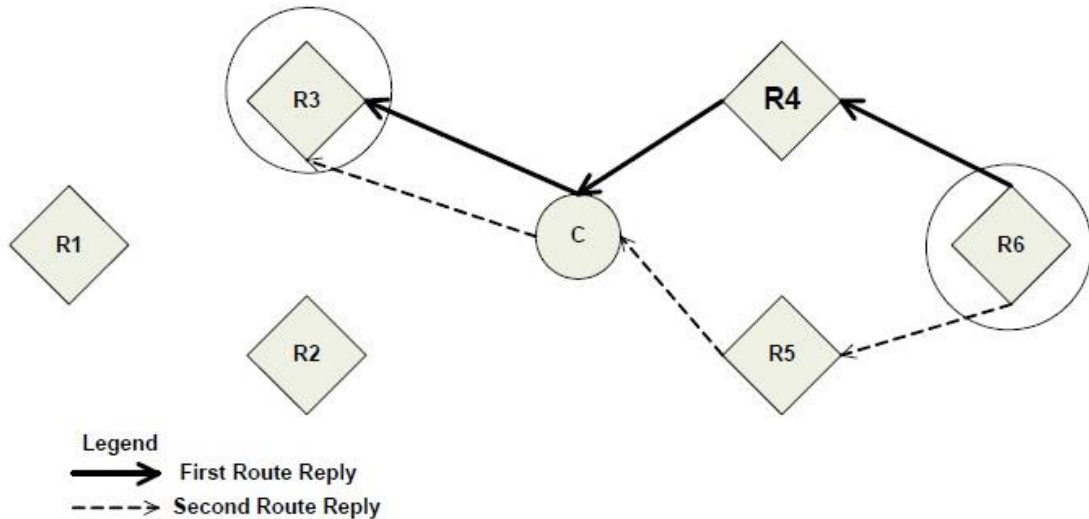 R3
R4
R1
C
R6
R2
R5
Legend
First Route Reply
Second Route Reply